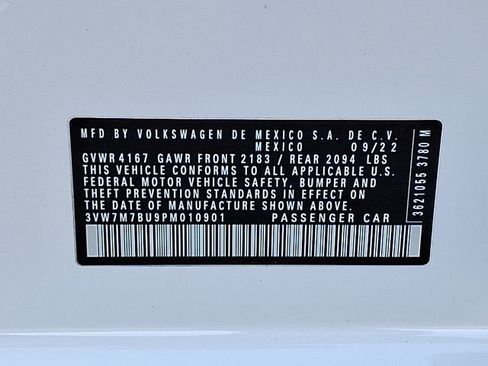 MFD BY VOLKSWAGEN DE MEXICO S.A. DE C.V.
MEXICO 09/22
GVWR 4167 GAWR FRONT 2183 / REAR 2094 LBS
THIS VEHICLE CONFORMS TO ALL APPLICABLE U.S.
FEDERAL MOTOR VEHICLE SAFETY, BUMPER AND
THEFT PREVENTION STANDARDS IN EFFECT ON
THE DATE OF MANUFACTURE SHOWN ABOVE.
3VW7M7BU9PM010901 PASSENGER CAR
3621055 3780 M